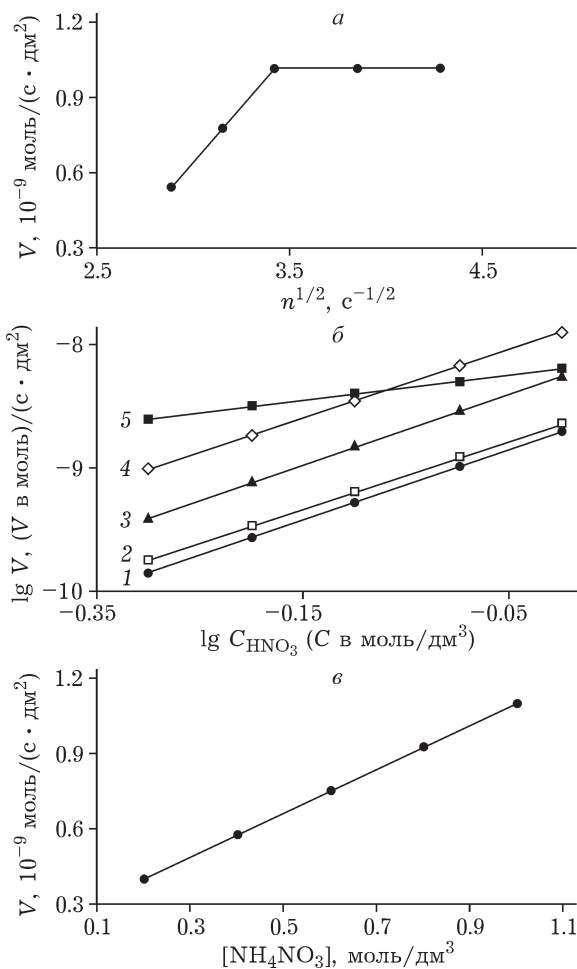 а
V, 10⁻⁹ моль/(с · дм²)
1.2
0.9
0.6
0.3
2.5 3.5 4.5
n^{1/2}, с^{−1/2}
б
lg V, (V в моль)/(с · дм²)
−8
−9
−10
5
4
3
2
1
−0.35 −0.15 −0.05
lg C_{HNO₃} (C в моль/дм³)
в
V, 10⁻⁹ моль/(с · дм²)
1.2
0.9
0.6
0.3
0.1 0.3 0.5 0.7 0.9 1.1
[NH₄NO₃], моль/дм³